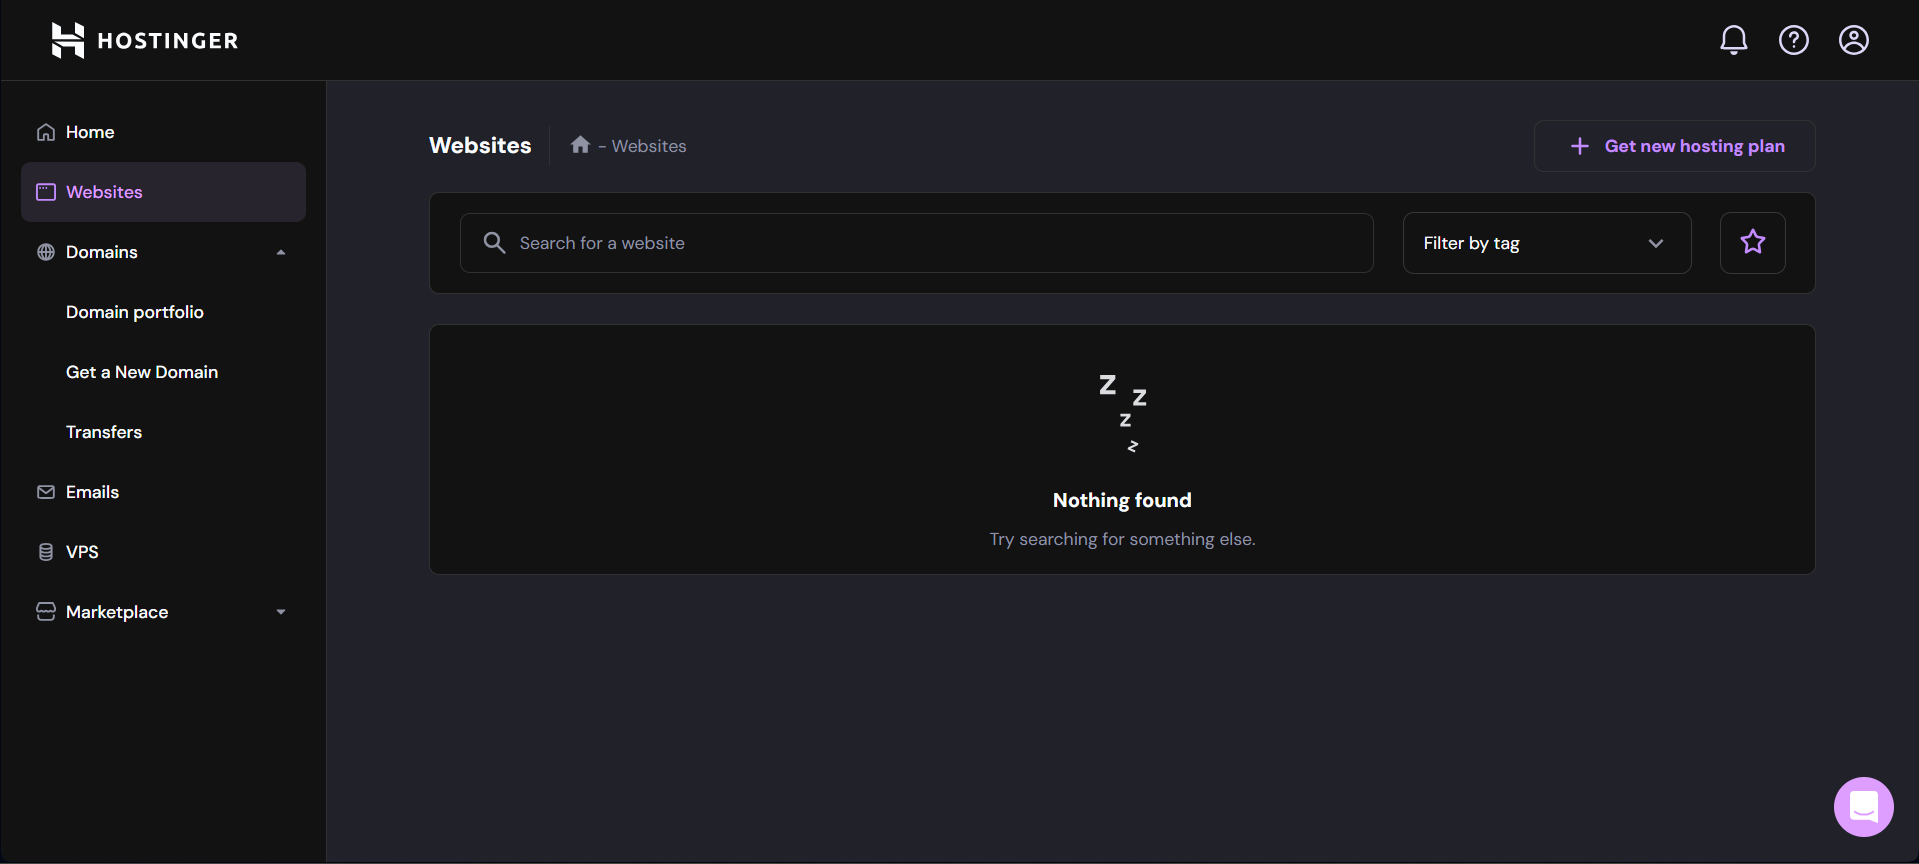 HOSTINGER
Home
Websites
Domains
Domain portfolio
Get a New Domain
Transfers
Emails
VPS
Marketplace
Websites
– Websites
Get new hosting plan
Search for a website
Filter by tag
Z
Z
Z
Z
Nothing found
Try searching for something else.